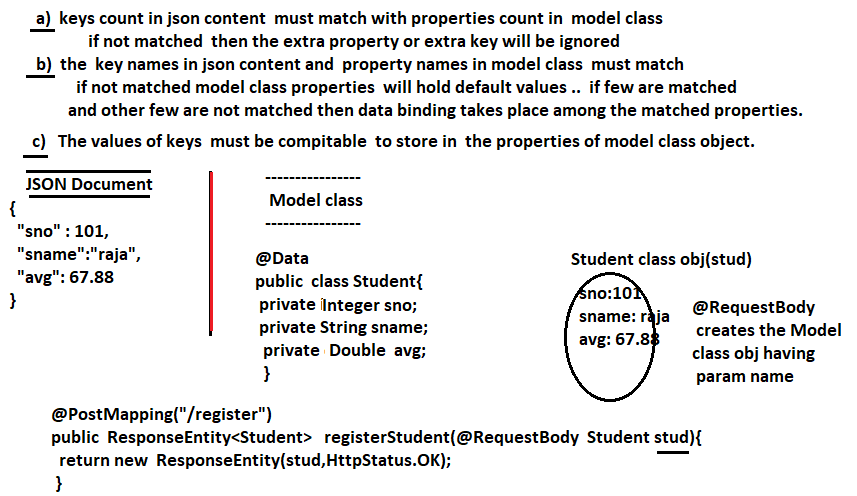 a) keys count in json content must match with properties count in model class
if not matched then the extra property or extra key will be ignored
b) the key names in json content and property names in model class must match
if not matched model class properties will hold default values .. if few are matched
and other few are not matched then data binding takes place among the matched properties.
c) The values of keys must be compitable to store in the properties of model class object.
JSON Document
{
"sno" : 101,
"sname":"raja",
"avg": 67.88
}
----------------
Model class
----------------
@Data
public class Student{
private Integer sno;
private String sname;
private Double avg;
}
Student class obj(stud)
sno:101
sname: raja
avg: 67.88
@RequestBody
creates the Model
class obj having
param name
@PostMapping("/register")
public ResponseEntity<Student> registerStudent(@RequestBody Student stud){
return new ResponseEntity(stud,HttpStatus.OK);
}